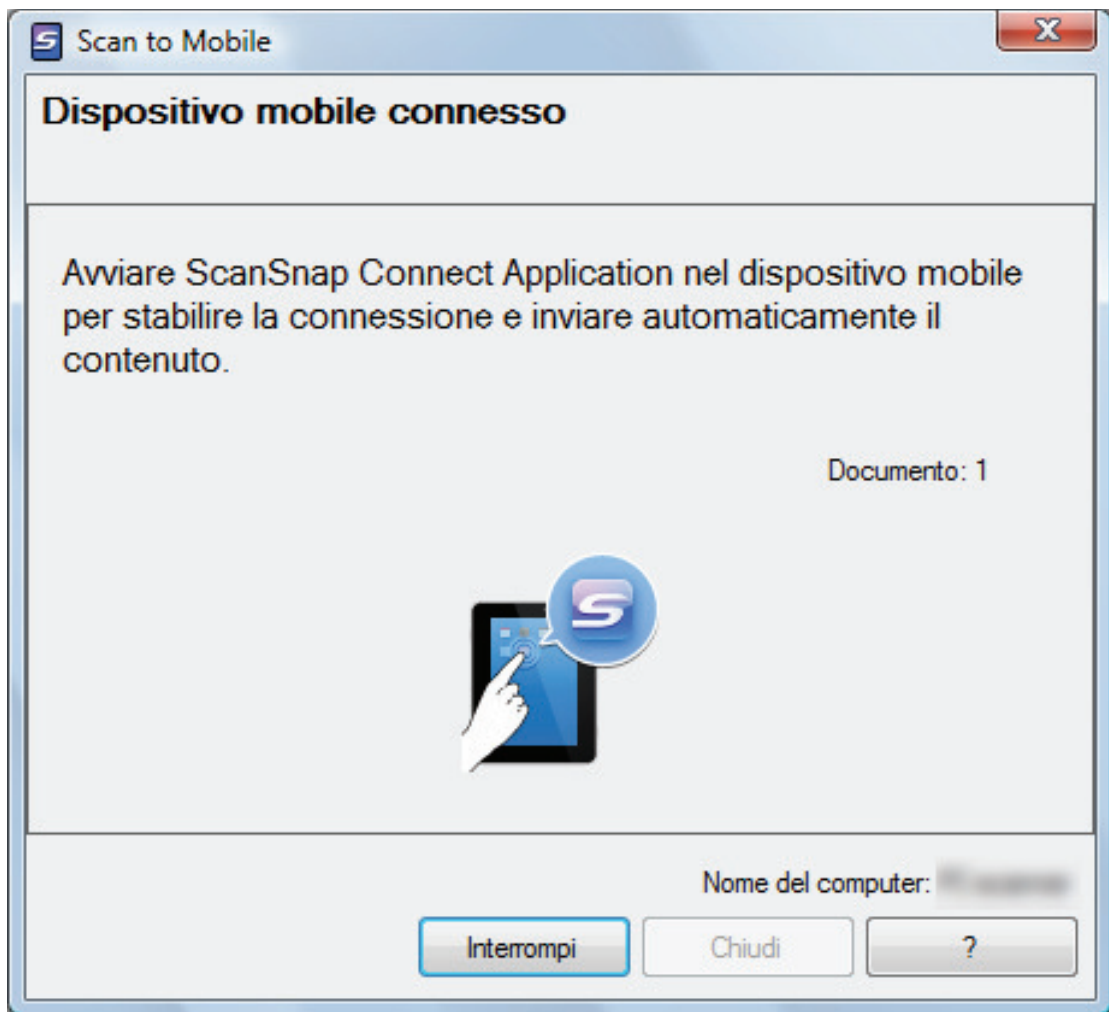 Scan to Mobile
Dispositivo mobile connesso
Avviare ScanSnap Connect Application nel dispositivo mobile
per stabilire la connessione e inviare automaticamente il
contenuto.
Documento: 1
Nome del computer:
Interrompi
Chiudi
?